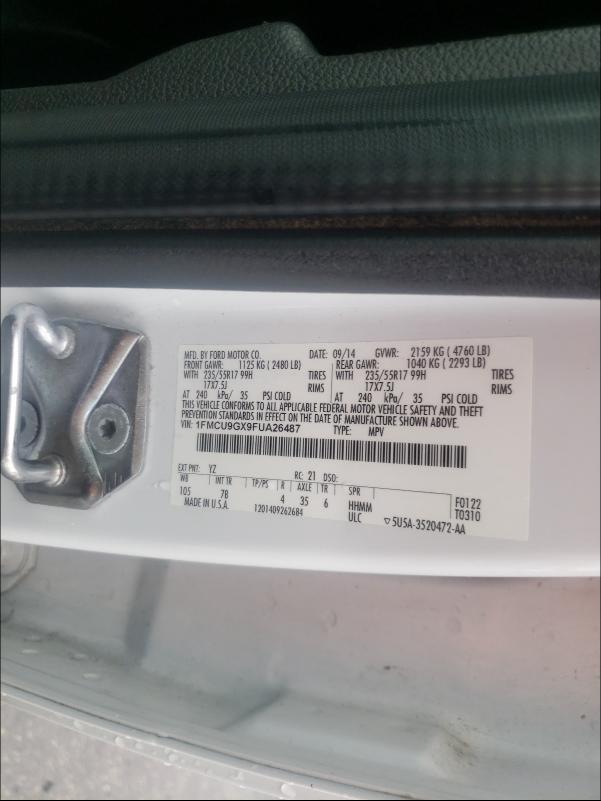 MFD. BY FORD MOTOR CO. DATE: 09/14 GVWR: 2159 KG ( 4760 LB)
FRONT GAWR: 1125 KG ( 2480 LB) REAR GAWR: 1040 KG ( 2293 LB)
WITH 235/55R17 99H TIRES WITH 235/55R17 99H TIRES
17X7.5J RIMS 17X7.5J RIMS
AT 240 kPa/ 35 PSI COLD AT 240 kPa/ 35 PSI COLD
THIS VEHICLE CONFORMS TO ALL APPLICABLE FEDERAL MOTOR VEHICLE SAFETY AND THEFT
PREVENTION STANDARDS IN EFFECT ON THE DATE OF MANUFACTURE SHOWN ABOVE.
VIN: 1FMCU9GX9FUA26487 TYPE: MPV
EXT PNT: YZ RC: 21 DSO:
WB TP/PS R AXLE TR SPR
105 7B 4 35 6 HHMM F0122
MADE IN U.S.A. 1201409262684 ULC ▽5U5A-3520472-AA T0310